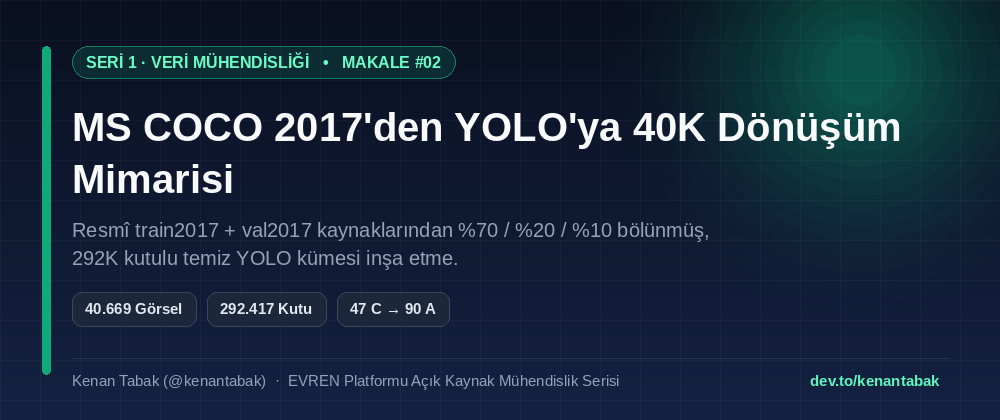 SERİ 1 · VERİ MÜHENDİSLİĞİ • MAKALE #02
MS COCO 2017'den YOLO'ya 40K Dönüşüm
Mimarisi
Resmî train2017 + val2017 kaynaklarından %70 / %20 / %10 bölünmüş,
292K kutulu temiz YOLO kümesi inşa etme.
40.669 Görsel 292.417 Kutu 47 C → 90 A
Kenan Tabak (@kenantabak) · EVREN Platformu Açık Kaynak Mühendislik Serisi dev.to/kenantabak